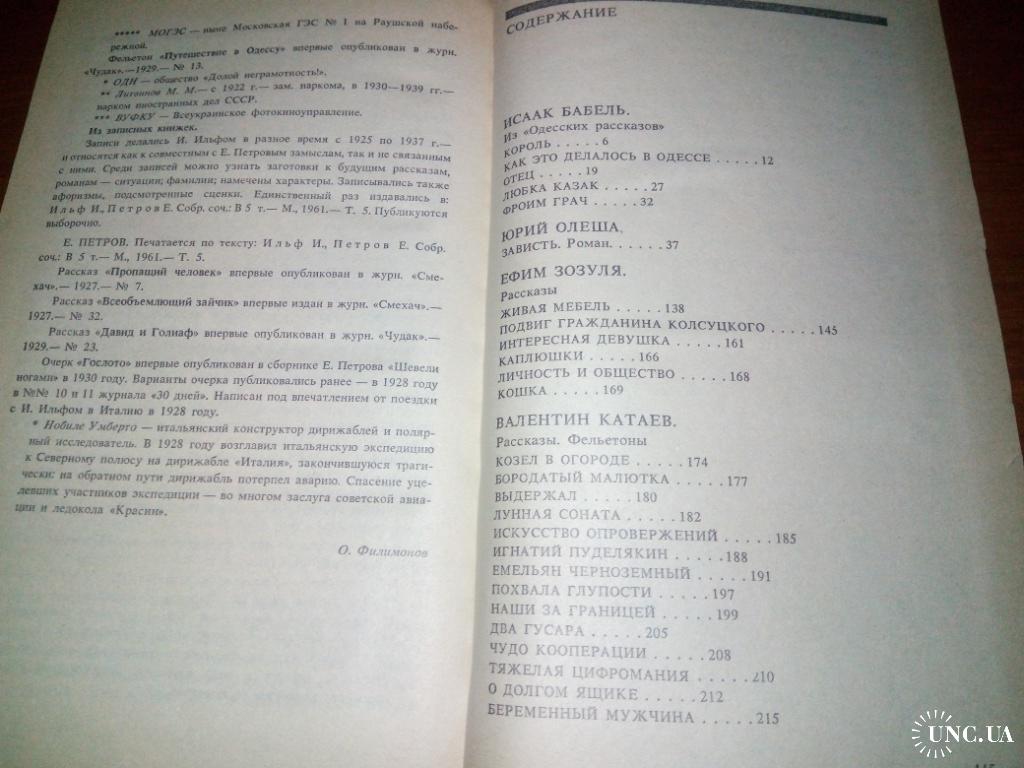 ***** МОГЭС — ныне Московская ГЭС № 1 на Раушской набе-
режной.
Фельетон «Путешествие в Одессу» впервые опубликован в журн.
«Чудак».—1929.— № 13.
* ОДН — общество «Долой неграмотность!».
** Литвинов М. М.— с 1922 г.— зам. наркома, в 1930—1939 гг.—
нарком иностранных дел СССР.
*** ВУФКУ — Всеукраинское фотокиноуправление.
Из записных книжек.
Записи делались И. Ильфом в разное время с 1925 по 1937 г.—
и относятся как к совместным с Е. Петровым замыслам, так и не связанным
с ними. Среди записей можно узнать заготовки к будущим рассказам,
романам — ситуации; фамилии; намечены характеры. Записывались также
афоризмы, подсмотренные сценки. Единственный раз издавались в:
Ильф И., Петров Е. Собр. соч.: В 5 т.— М., 1961.— Т. 5. Публикуются
выборочно.
Е. ПЕТРОВ. Печатается по тексту: Ильф И., Петров Е. Собр.
соч.: В 5 т.— М., 1961.— Т. 5.
Рассказ «Пропащий человек» впервые опубликован в журн. «Сме-
хач».— 1927.— № 7.
Рассказ «Всеобъемлющий зайчик» впервые издан в журн. «Смехач».—
1927.— № 32.
Рассказ «Давид и Голиаф» впервые опубликован в журн. «Чудак».—
1929.— № 23.
Очерк «Гослото» впервые опубликован в сборнике Е. Петрова «Шевели
ногами» в 1930 году. Варианты очерка публиковались ранее — в 1928 году
в №№ 10 и 11 журнала «30 дней». Написан под впечатлением от поездки
с И. Ильфом в Италию в 1928 году.
* Нобиле Умберто — итальянский конструктор дирижаблей и поляр-
ный исследователь. В 1928 году возглавил итальянскую экспедицию
к Северному полюсу на дирижабле «Италия», закончившуюся траги-
чески: на обратном пути дирижабль потерпел аварию. Спасение уце-
левших участников экспедиции — во многом заслуга советской авиа-
ции и ледокола «Красин».
О. Филимонов
СОДЕРЖАНИЕ
ИСААК БАБЕЛЬ.
Из «Одесских рассказов»
КОРОЛЬ . . . . . 6
КАК ЭТО ДЕЛАЛОСЬ В ОДЕССЕ . . . . . 12
ОТЕЦ . . . . . 19
ЛЮБКА КАЗАК . . . . . 27
ФРОИМ ГРАЧ . . . . . 32
ЮРИЙ ОЛЕША.
ЗАВИСТЬ. Роман. . . . . . 37
ЕФИМ ЗОЗУЛЯ.
Рассказы
ЖИВАЯ МЕБЕЛЬ . . . . . 138
ПОДВИГ ГРАЖДАНИНА КОЛСУЦКОГО . . . . . 145
ИНТЕРЕСНАЯ ДЕВУШКА . . . . . 161
КАПЛЮШКИ . . . . . 166
ЛИЧНОСТЬ И ОБЩЕСТВО . . . . . 168
КОШКА . . . . . 169
ВАЛЕНТИН КАТАЕВ.
Рассказы. Фельетоны
КОЗЕЛ В ОГОРОДЕ . . . . . 174
БОРОДАТЫЙ МАЛЮТКА . . . . . 177
ВЫДЕРЖАЛ . . . . . 180
ЛУННАЯ СОНАТА . . . . . 182
ИСКУССТВО ОПРОВЕРЖЕНИЙ . . . . . 185
ИГНАТИЙ ПУДЕЛЯКИН . . . . . 188
ЕМЕЛЬЯН ЧЕРНОЗЕМНЫЙ . . . . . 191
ПОХВАЛА ГЛУПОСТИ . . . . . 197
НАШИ ЗА ГРАНИЦЕЙ . . . . . 199
ДВА ГУСАРА . . . . . 205
ЧУДО КООПЕРАЦИИ . . . . . 208
ТЯЖЕЛАЯ ЦИФРОМАНИЯ . . . . . 210
О ДОЛГОМ ЯЩИКЕ . . . . . 212
БЕРЕМЕННЫЙ МУЖЧИНА . . . . . 215
UNC.UA